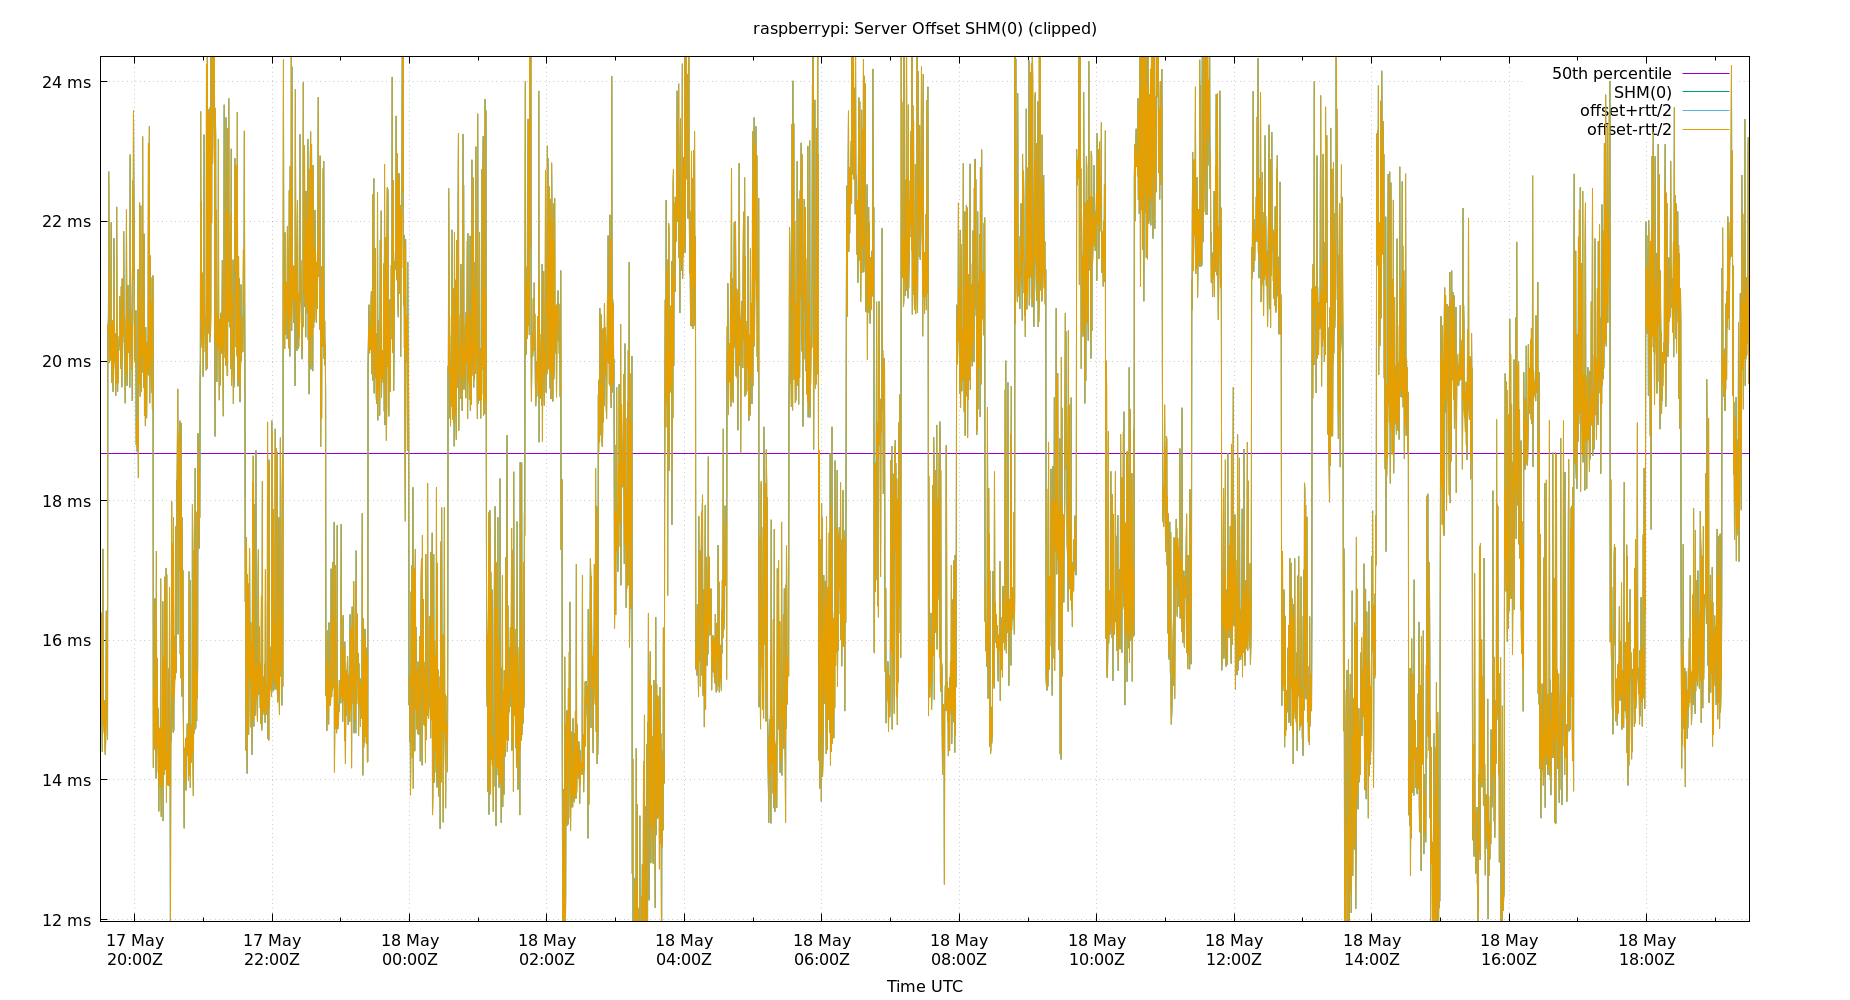 raspberrypi: Server Offset SHM(0) (clipped)
24 ms
22 ms
20 ms
18 ms
16 ms
14 ms
12 ms
50th percentile
SHM(0)
offset+rtt/2
offset-rtt/2
17 May 17 May 18 May 18 May 18 May 18 May 18 May 18 May 18 May 18 May 18 May 18 May
20:00Z 22:00Z 00:00Z 02:00Z 04:00Z 06:00Z 08:00Z 10:00Z 12:00Z 14:00Z 16:00Z 18:00Z
Time UTC